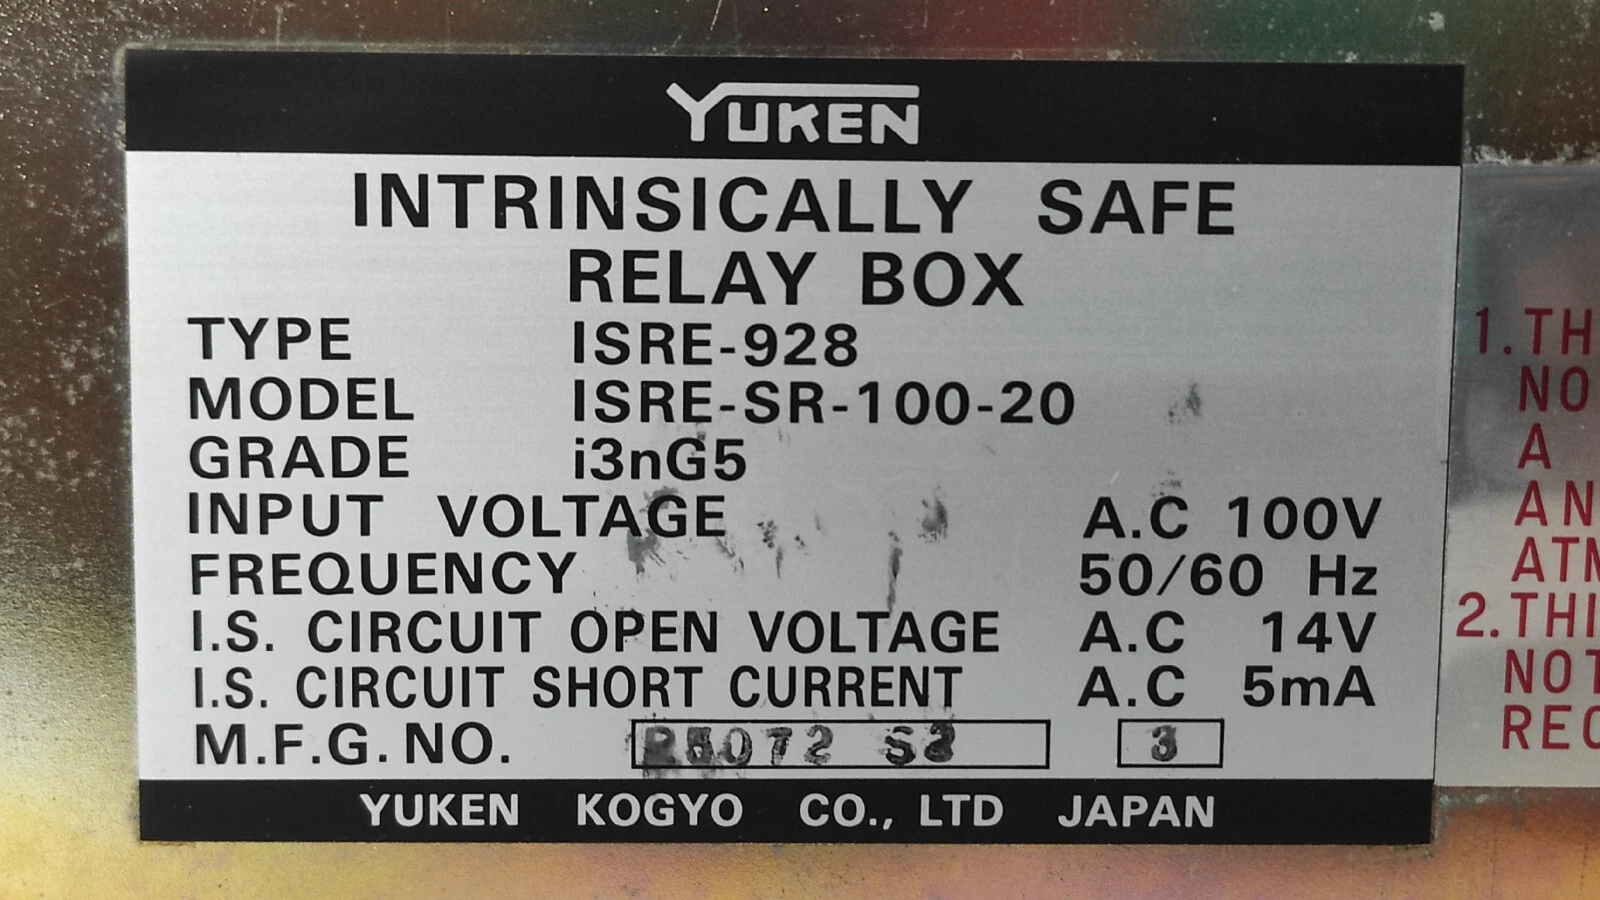 YUKEN
INTRINSICALLY SAFE
RELAY BOX
TYPE ISRE-928
MODEL ISRE-SR-100-20
GRADE i3nG5
INPUT VOLTAGE A.C 100V
FREQUENCY 50/60 Hz
I.S. CIRCUIT OPEN VOLTAGE A.C 14V
I.S. CIRCUIT SHORT CURRENT A.C 5mA
M.F.G. NO. 3
YUKEN KOGYO CO., LTD JAPAN
1. TH
NO
A
AN
ATM
2. THI
NOT
REC